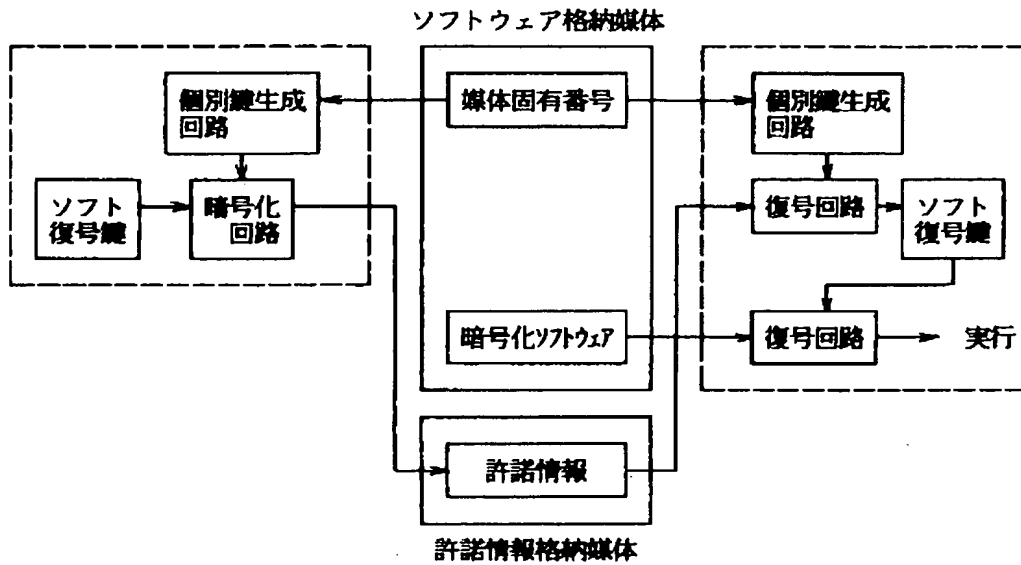 ソフトウェア格納媒体
個別鍵生成
回路
媒体固有番号
個別鍵生成
回路
ソフト
復号鍵
暗号化
回路
復号回路
ソフト
復号鍵
暗号化ソフトウェア
復号回路
実行
許諾情報
許諾情報格納媒体